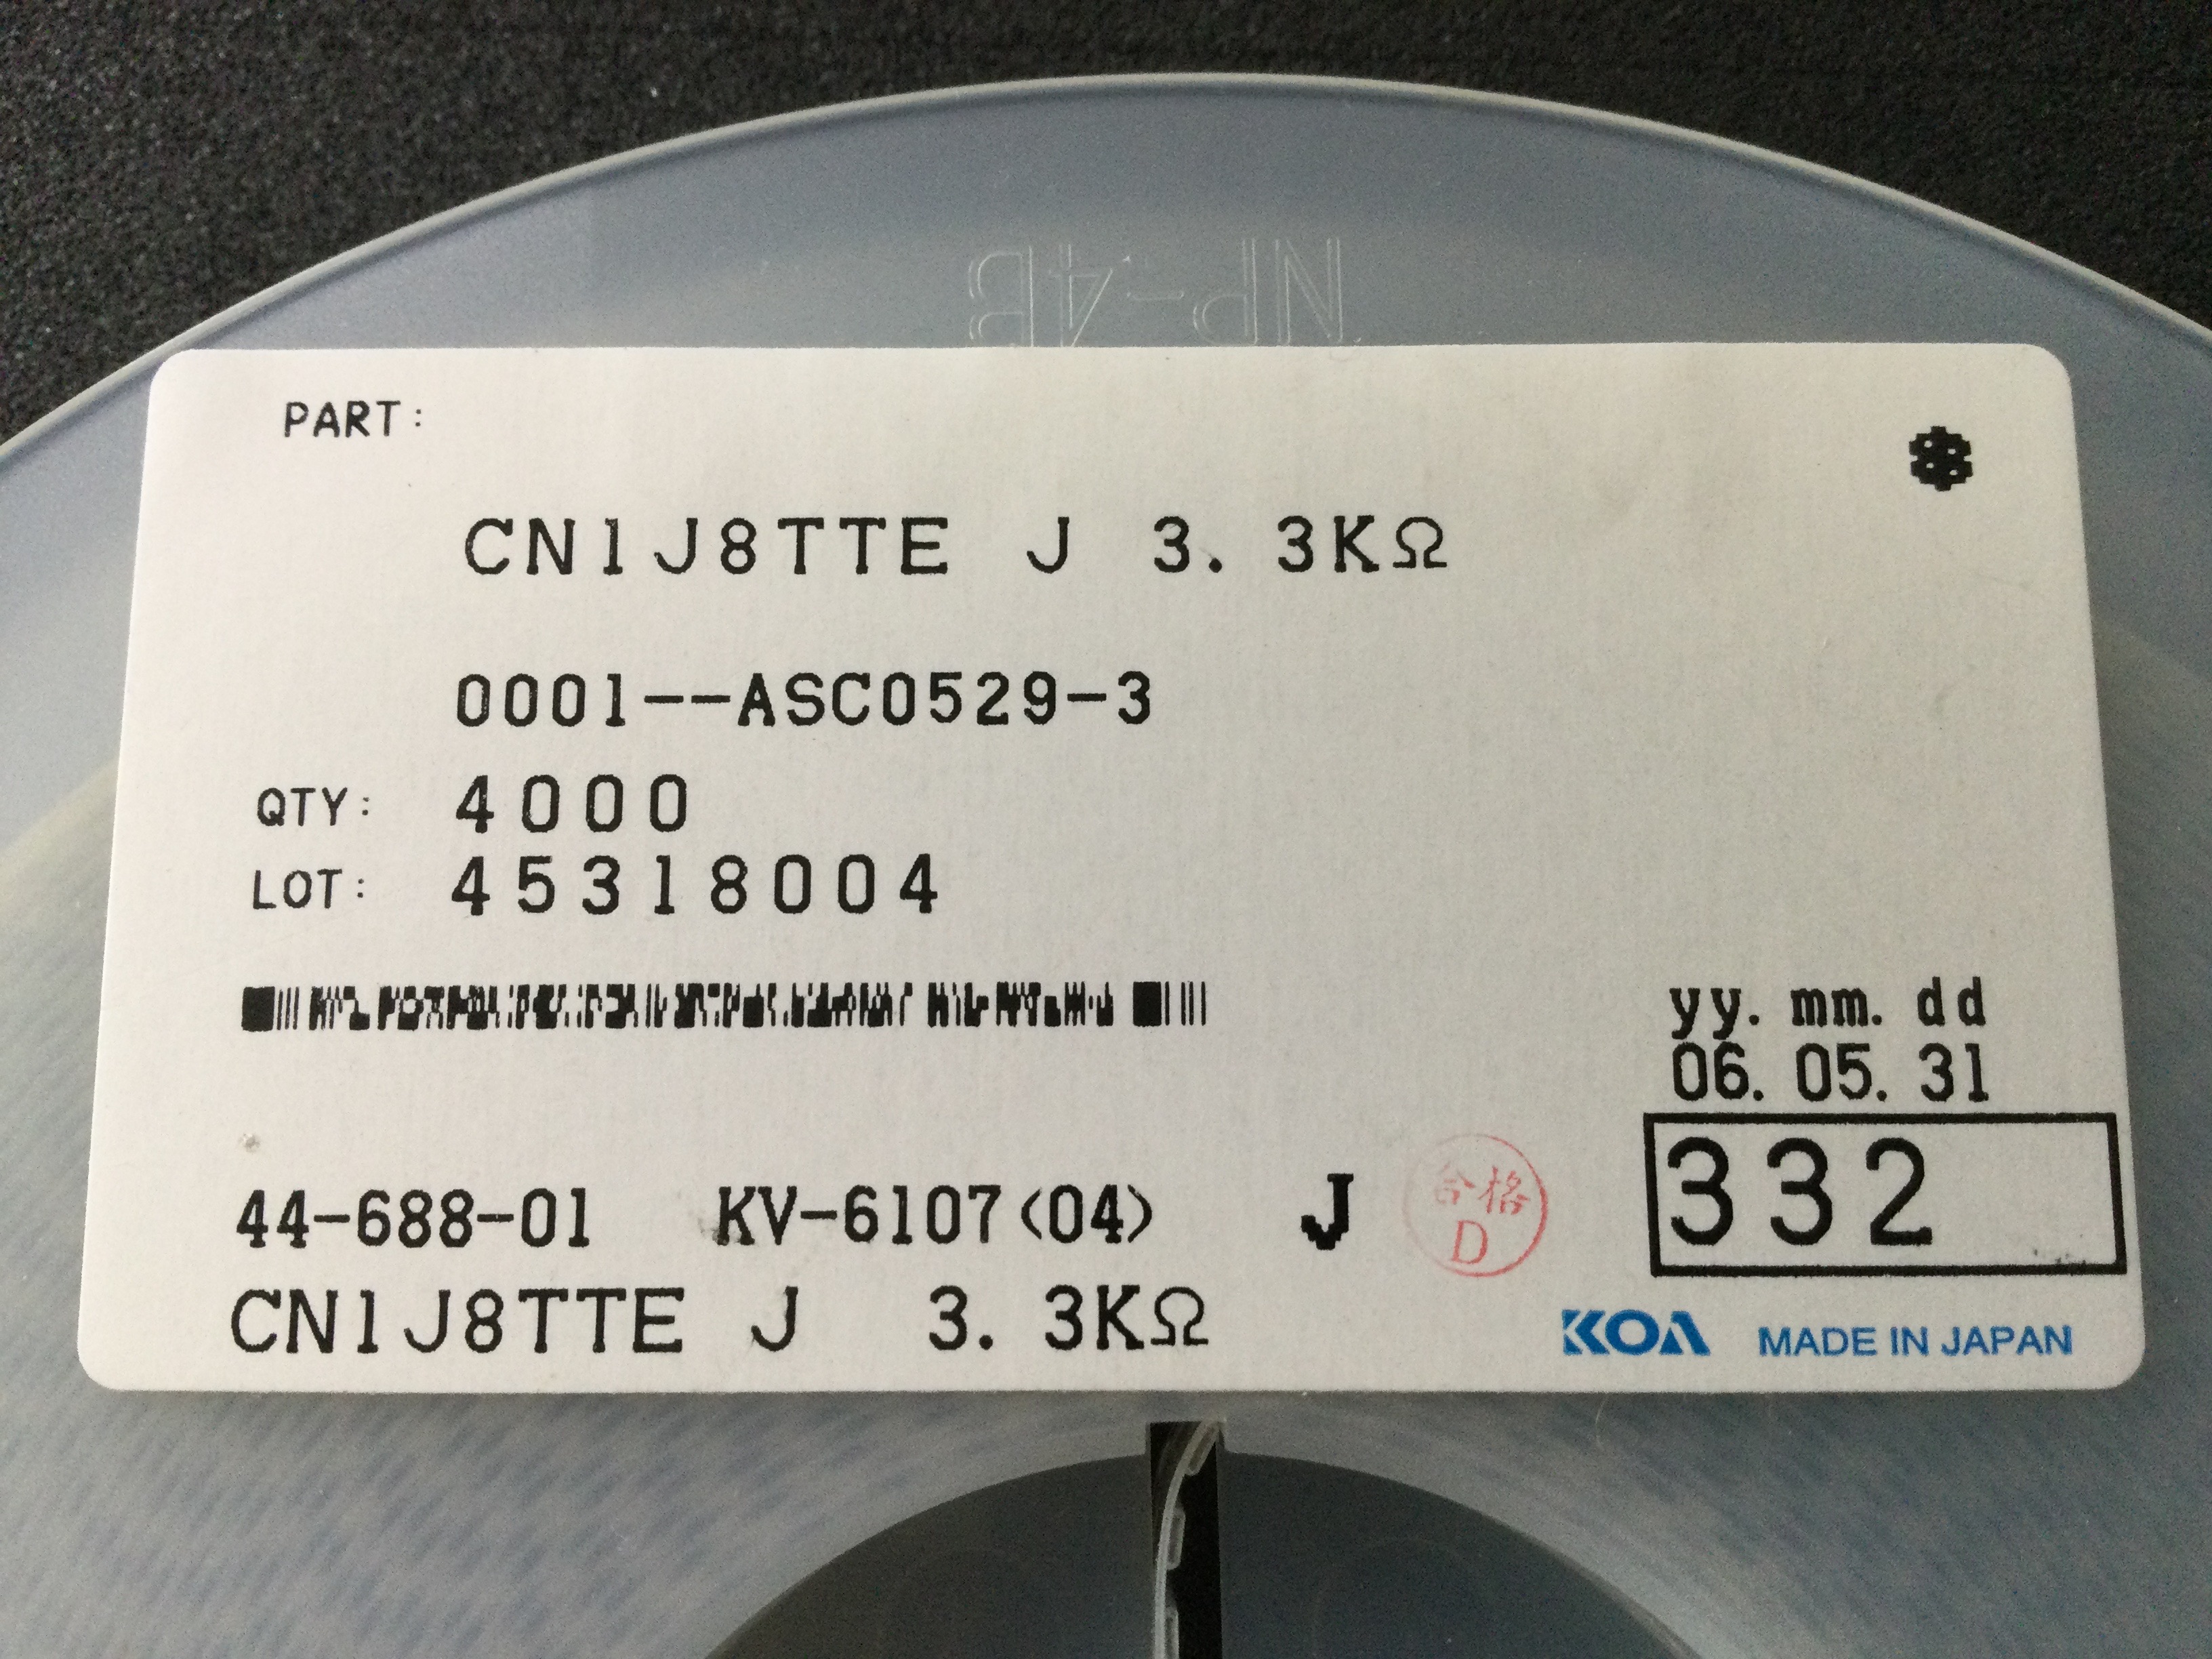 NP-4B
PART:
*
CN1J8TTE J 3.3KΩ
0001--ASC0529-3
QTY: 4000
LOT: 45318004
yy.mm.dd
06.05.31
332
44-688-01 KV-6107(04) J
合格
D
CN1J8TTE J 3.3KΩ
KOA MADE IN JAPAN